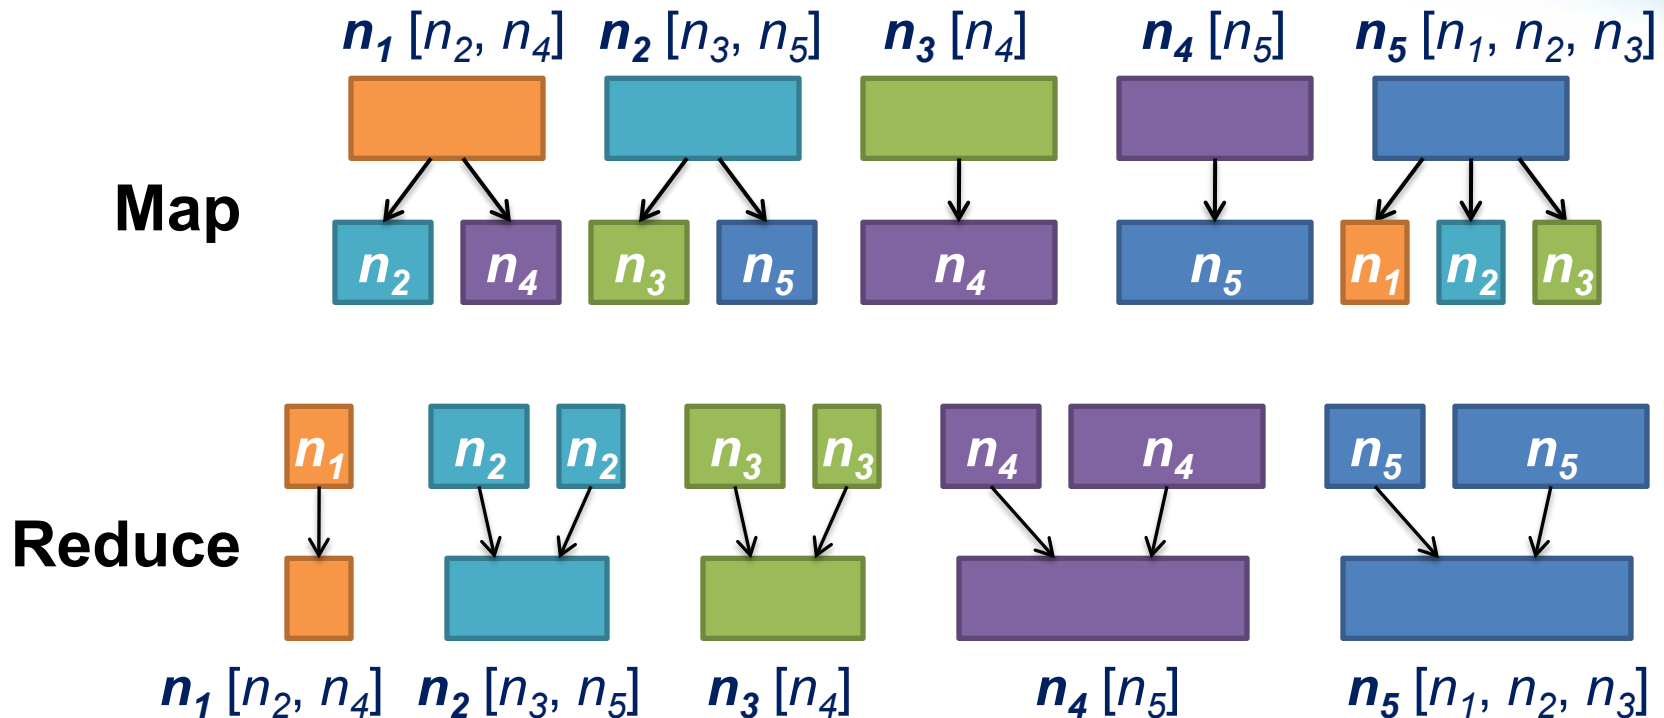 n1 [n2, n4] n2 [n3, n5] n3 [n4] n4 [n5] n5 [n1, n2, n3]
Map
n2 n4 n3 n5 n4 n5 n1 n2 n3
n1 n2 n2 n3 n3 n4 n4 n5 n5
Reduce
n1 [n2, n4] n2 [n3, n5] n3 [n4] n4 [n5] n5 [n1, n2, n3]